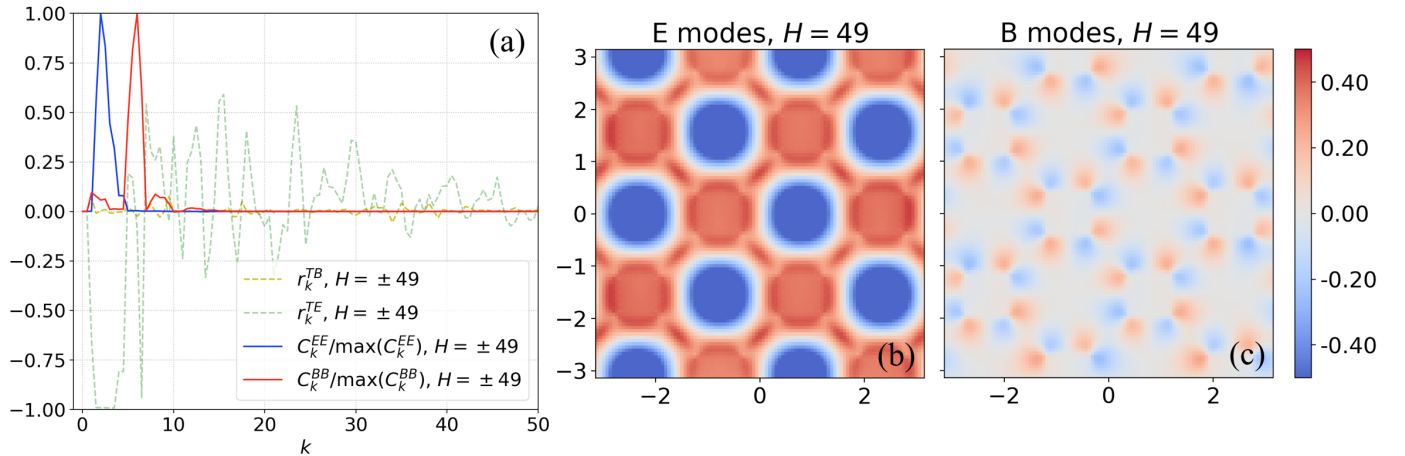 1.00
0.75
0.50
0.25
0.00
−0.25
−0.50
−0.75
−1.00
(a)
r_k^{TB}, H = ±49
r_k^{TE}, H = ±49
C_k^{EE}/max(C_k^{EE}), H = ±49
C_k^{BB}/max(C_k^{BB}), H = ±49
0 10 20 30 40 50
k
E modes, H = 49
3
2
1
0
−1
−2
−3
(b)
−2 0 2
B modes, H = 49
(c)
−2 0 2
0.40
0.20
0.00
-0.20
-0.40